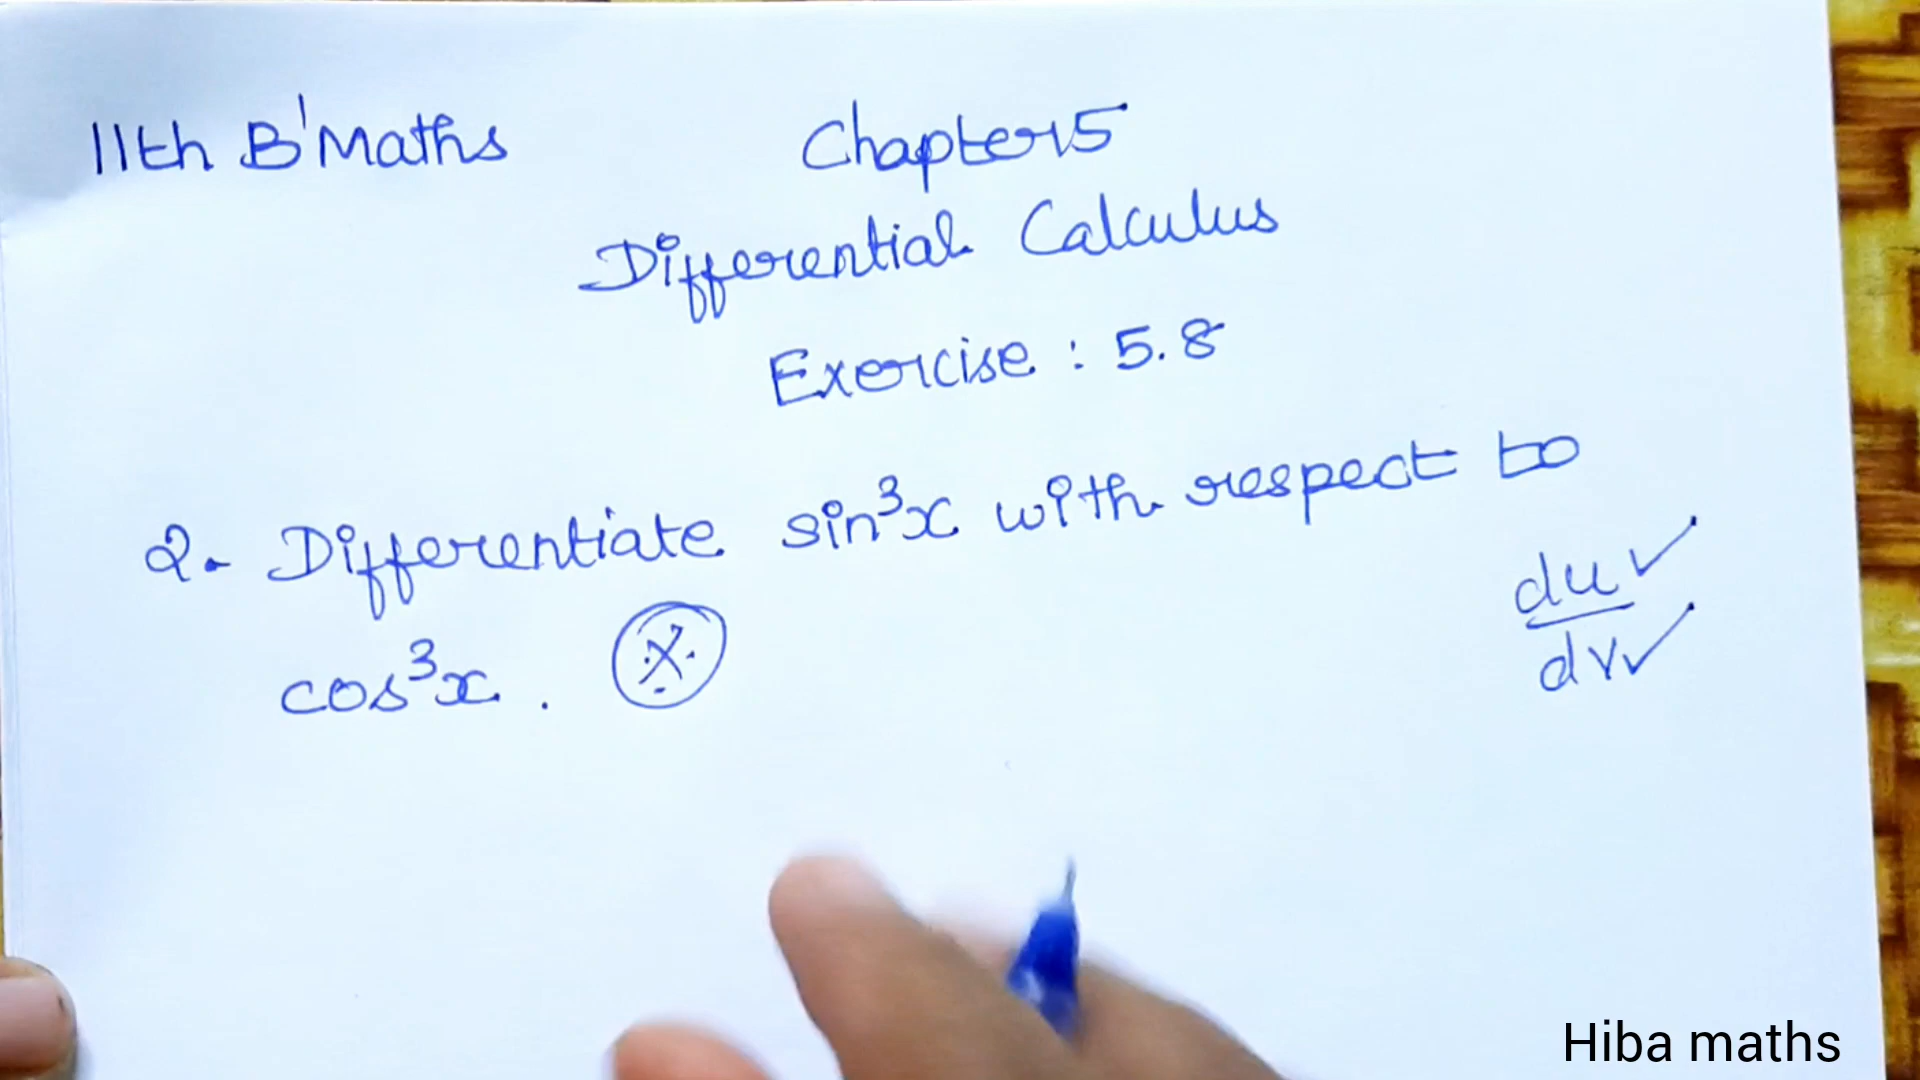 11th B'Maths Chapter 5
Differential Calculus
Exercise : 5.8
2. Differentiate sin³x with respect to
cos³x.
du
dv
Hiba maths